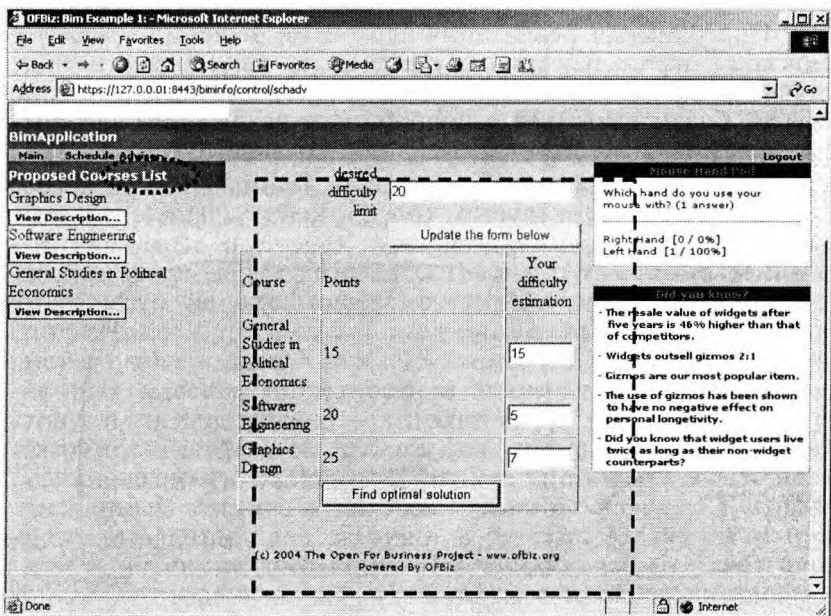 OFBiz: Bim Example 1: - Microsoft Internet Explorer
File Edit View Favorites Tools Help
Back Search Favorites Media
Address https://127.0.0.01:8443/biminfo/control/schadv Go
BimApplication
Main Schedule Advisory Logout
Proposed Courses List
Graphics Design
View Description...
Software Engineering
View Description...
General Studies in Political
Economics
View Description...
desired
difficulty
limit
20
Update the form below
Course Points Your
difficulty
estimation
General
Studies in
Political
Economics
15 15
Software
Engineering
20 5
Graphics
Design
25 7
Find optimal solution
(c) 2004 The Open For Business Project - www.ofbiz.org
Powered By OFBiz
Mouse Hand Poll
Which hand do you use your
mouse with? (1 answer)
Right Hand [0 / 0%]
Left Hand [1 / 100%]
Did you know?
- The resale value of widgets after
five years is 46% higher than that
of competitors.
- Widgets outsell gizmos 2:1
- Gizmos are our most popular item.
- The use of gizmos has been shown
to have no negative effect on
personal longetivity.
- Did you know that widget users live
twice as long as their non-widget
counterparts?
Done Internet